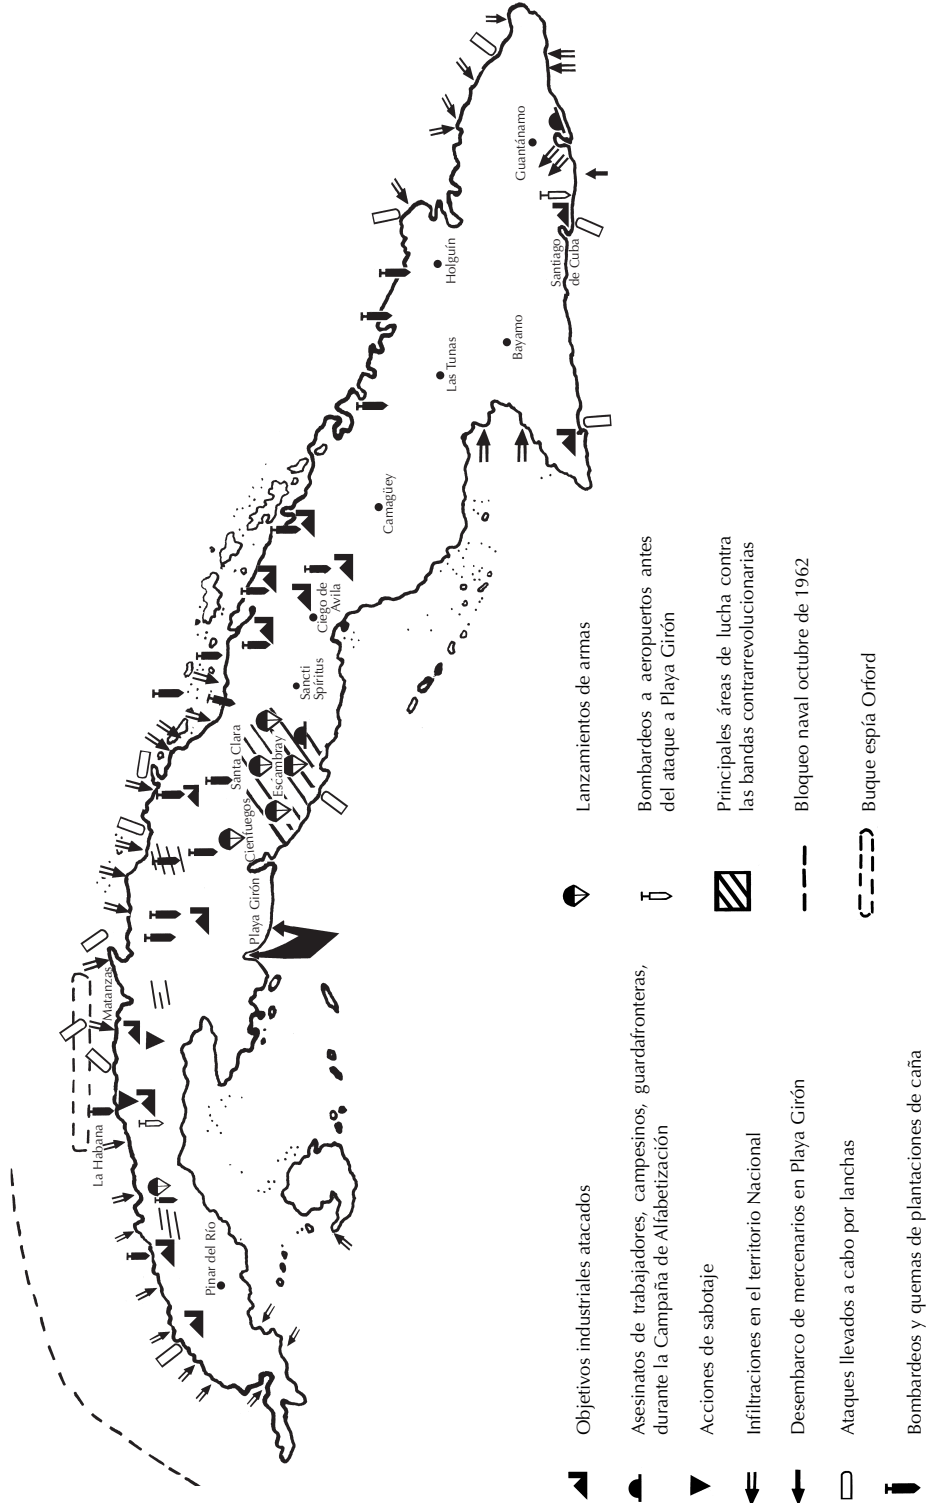 La Habana
Matanzas
Pinar del Río
Playa Girón
Cienfuegos
Santa Clara
Escambray
Sancti
Spíritus
Ciego de
Avila
Camagüey
Las Tunas
Holguín
Bayamo
Santiago
de Cuba
Guantánamo
Objetivos industriales atacados
Asesinatos de trabajadores, campesinos, guardafronteras,
durante la Campaña de Alfabetización
Acciones de sabotaje
Infiltraciones en el territorio Nacional
Desembarco de mercenarios en Playa Girón
Ataques llevados a cabo por lanchas
Bombardeos y quemas de plantaciones de caña
Lanzamientos de armas
Bombardeos a aeropuertos antes
del ataque a Playa Girón
Principales áreas de lucha contra
las bandas contrarrevolucionarias
Bloqueo naval octubre de 1962
Buque espía Orford